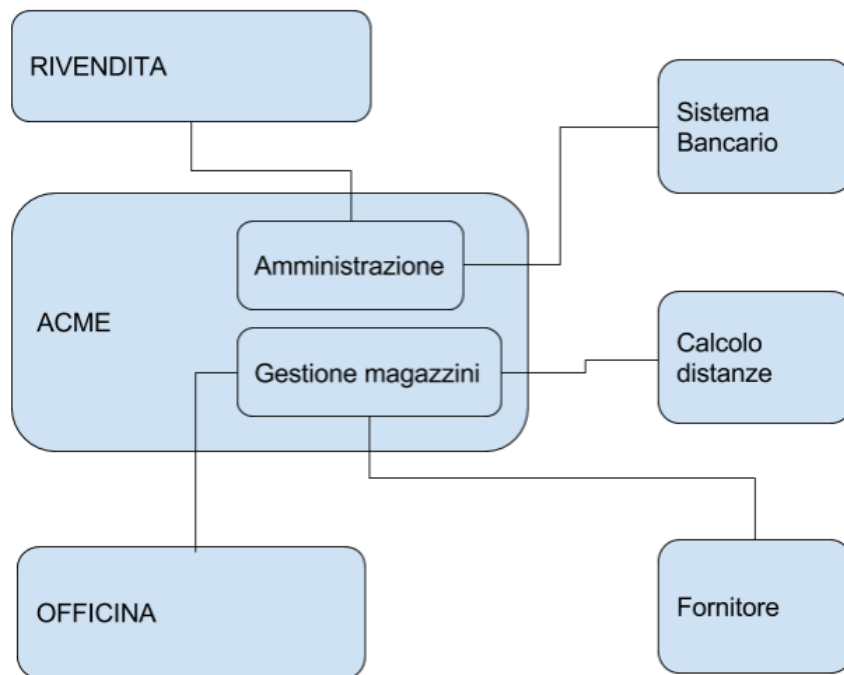 RIVENDITA
Sistema
Bancario
Amministrazione
ACME
Gestione magazzini
Calcolo
distanze
OFFICINA
Fornitore